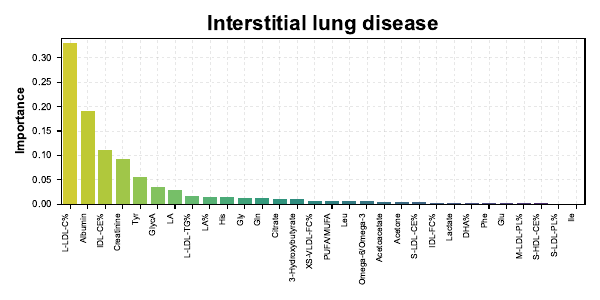 Interstitial lung disease
Importance
0.30
0.25
0.20
0.15
0.10
0.05
0.00
L-LDL-C%
Albumin
IDL-CE%
Creatinine
Tyr
GlycA
LA
L-LDL-TG%
LA%
His
Gly
Gln
Citrate
3-Hydroxybutyrate
XS-VLDL-FC%
PUFA/MUFA
Leu
Omega-6/Omega-3
Acetoacetate
Acetone
S-LDL-CE%
IDL-FC%
Lactate
DHA%
Phe
Glu
M-LDL-PL%
S-HDL-CE%
S-LDL-PL%
Ile